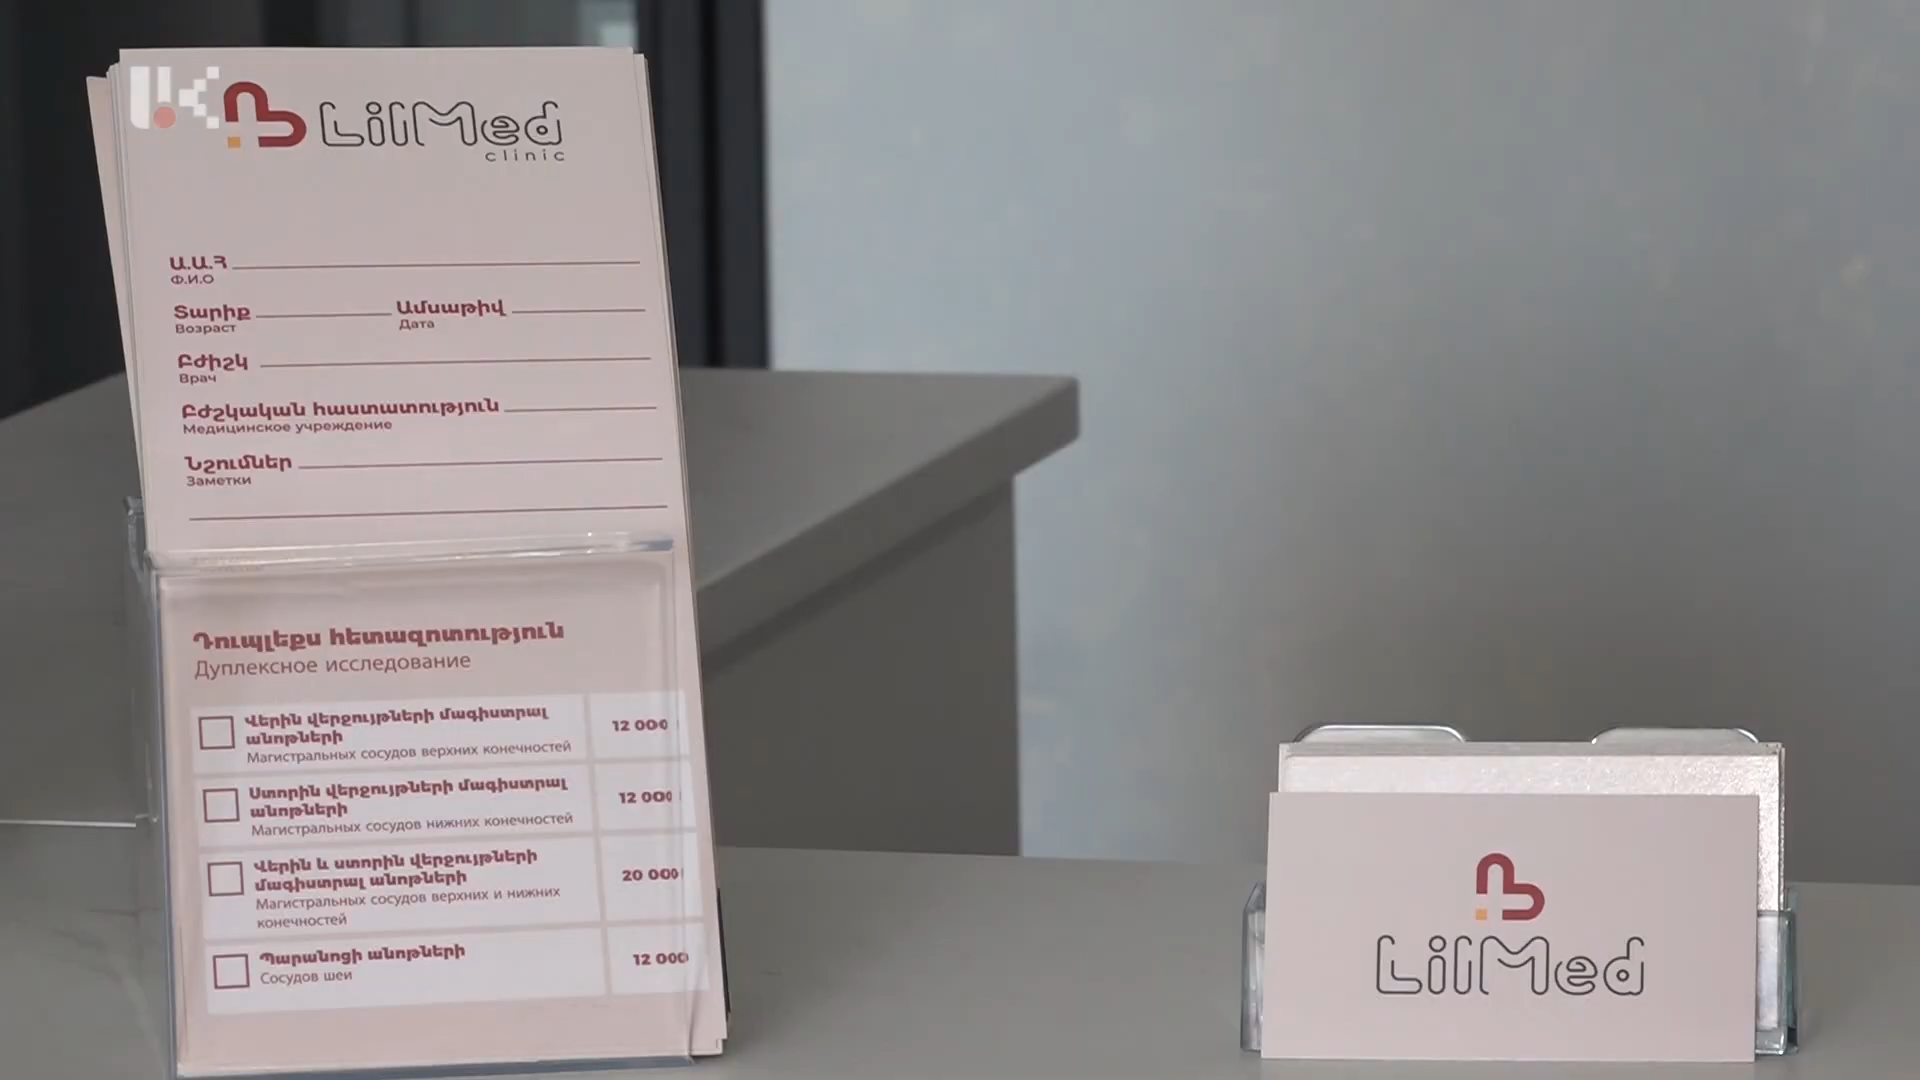 LilMed
clinic
Ա.Ա.Հ
Ф.И.О
Տարիք Ամսաթիվ
Возраст Дата
Բժիշկ
Врач
Բժշկական հաստատություն
Медицинское учреждение
Նշումներ
Заметки
Դուպլեքս հետազոտություն
Дуплексное исследование
Վերին վերջույթների մագիստրալ
անոթների
12 000
Магистральных сосудов верхних конечностей
Ստորին վերջույթների մագիստրալ
անոթների
12 000
Магистральных сосудов нижних конечностей
Վերին և ստորին վերջույթների
մագիստրալ անոթների
20 000
Магистральных сосудов верхних и нижних
конечностей
Պարանոցի անոթների
12 000
Сосудов шеи
LilMed